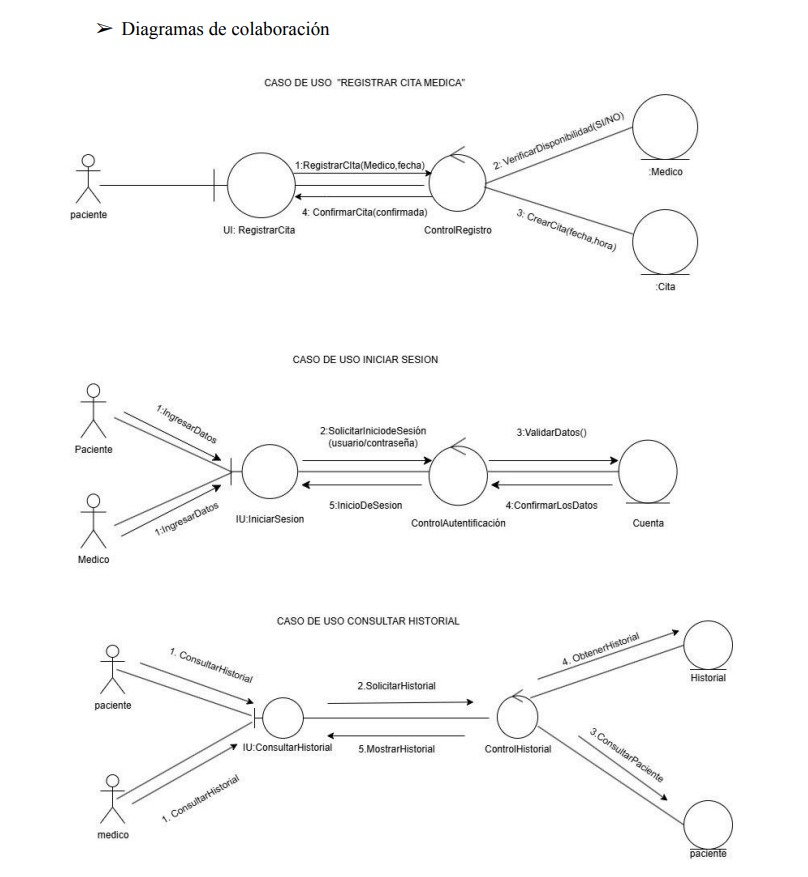 ➢ Diagramas de colaboración
CASO DE USO "REGISTRAR CITA MEDICA"
1:RegistrarCIta(Medico,fecha)
2: VerificarDisponibilidad(SI/NO)
:Medico
paciente
4: ConfirmarCita(confirmada)
3: CrearCita(fecha,hora)
UI: RegistrarCita
ControlRegistro
:Cita
CASO DE USO INICIAR SESION
1:IngresarDatos
2:SolicitarIniciodeSesión
(usuario/contraseña)
3:ValidarDatos()
Paciente
5:InicioDeSesion
4:ConfirmarLosDatos
1:IngresarDatos
IU:IniciarSesion
ControlAutentificación
Cuenta
Medico
CASO DE USO CONSULTAR HISTORIAL
1. ConsultarHistorial
4. ObtenerHistorial
Historial
2.SolicitarHistorial
paciente
IU:ConsultarHistorial
5.MostrarHistorial
ControlHistorial
3.ConsultarPaciente
1. ConsultarHistorial
medico
paciente